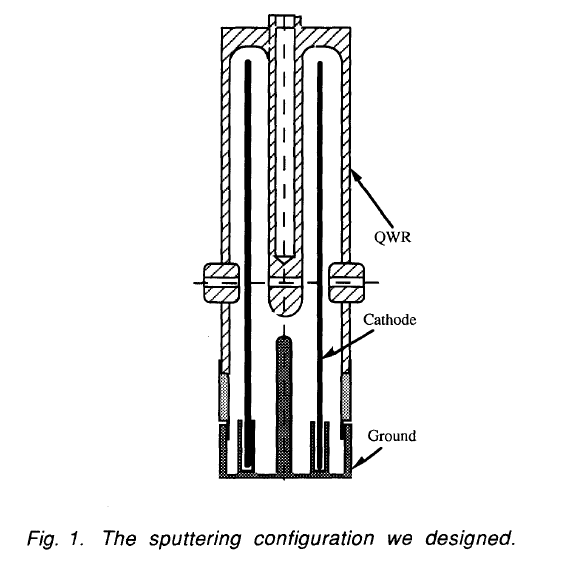 QWR
Cathode
Ground
Fig. 1. The sputtering configuration we designed.